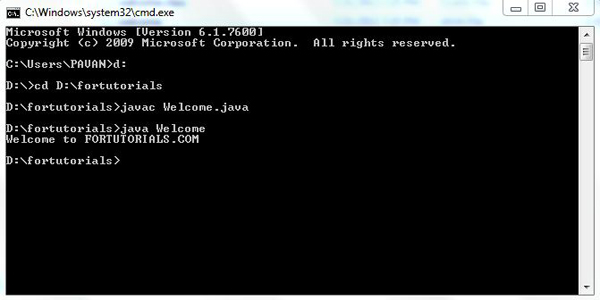 C:\Windows\system32\cmd.exe
Microsoft Windows [Version 6.1.7600]
Copyright (c) 2009 Microsoft Corporation.  All rights reserved.
C:\Users\PAVAN>d:
D:\>cd D:\fortutorials
D:\fortutorials>javac Welcome.java
D:\fortutorials>java Welcome
Welcome to FORTUTORIALS.COM
D:\fortutorials>